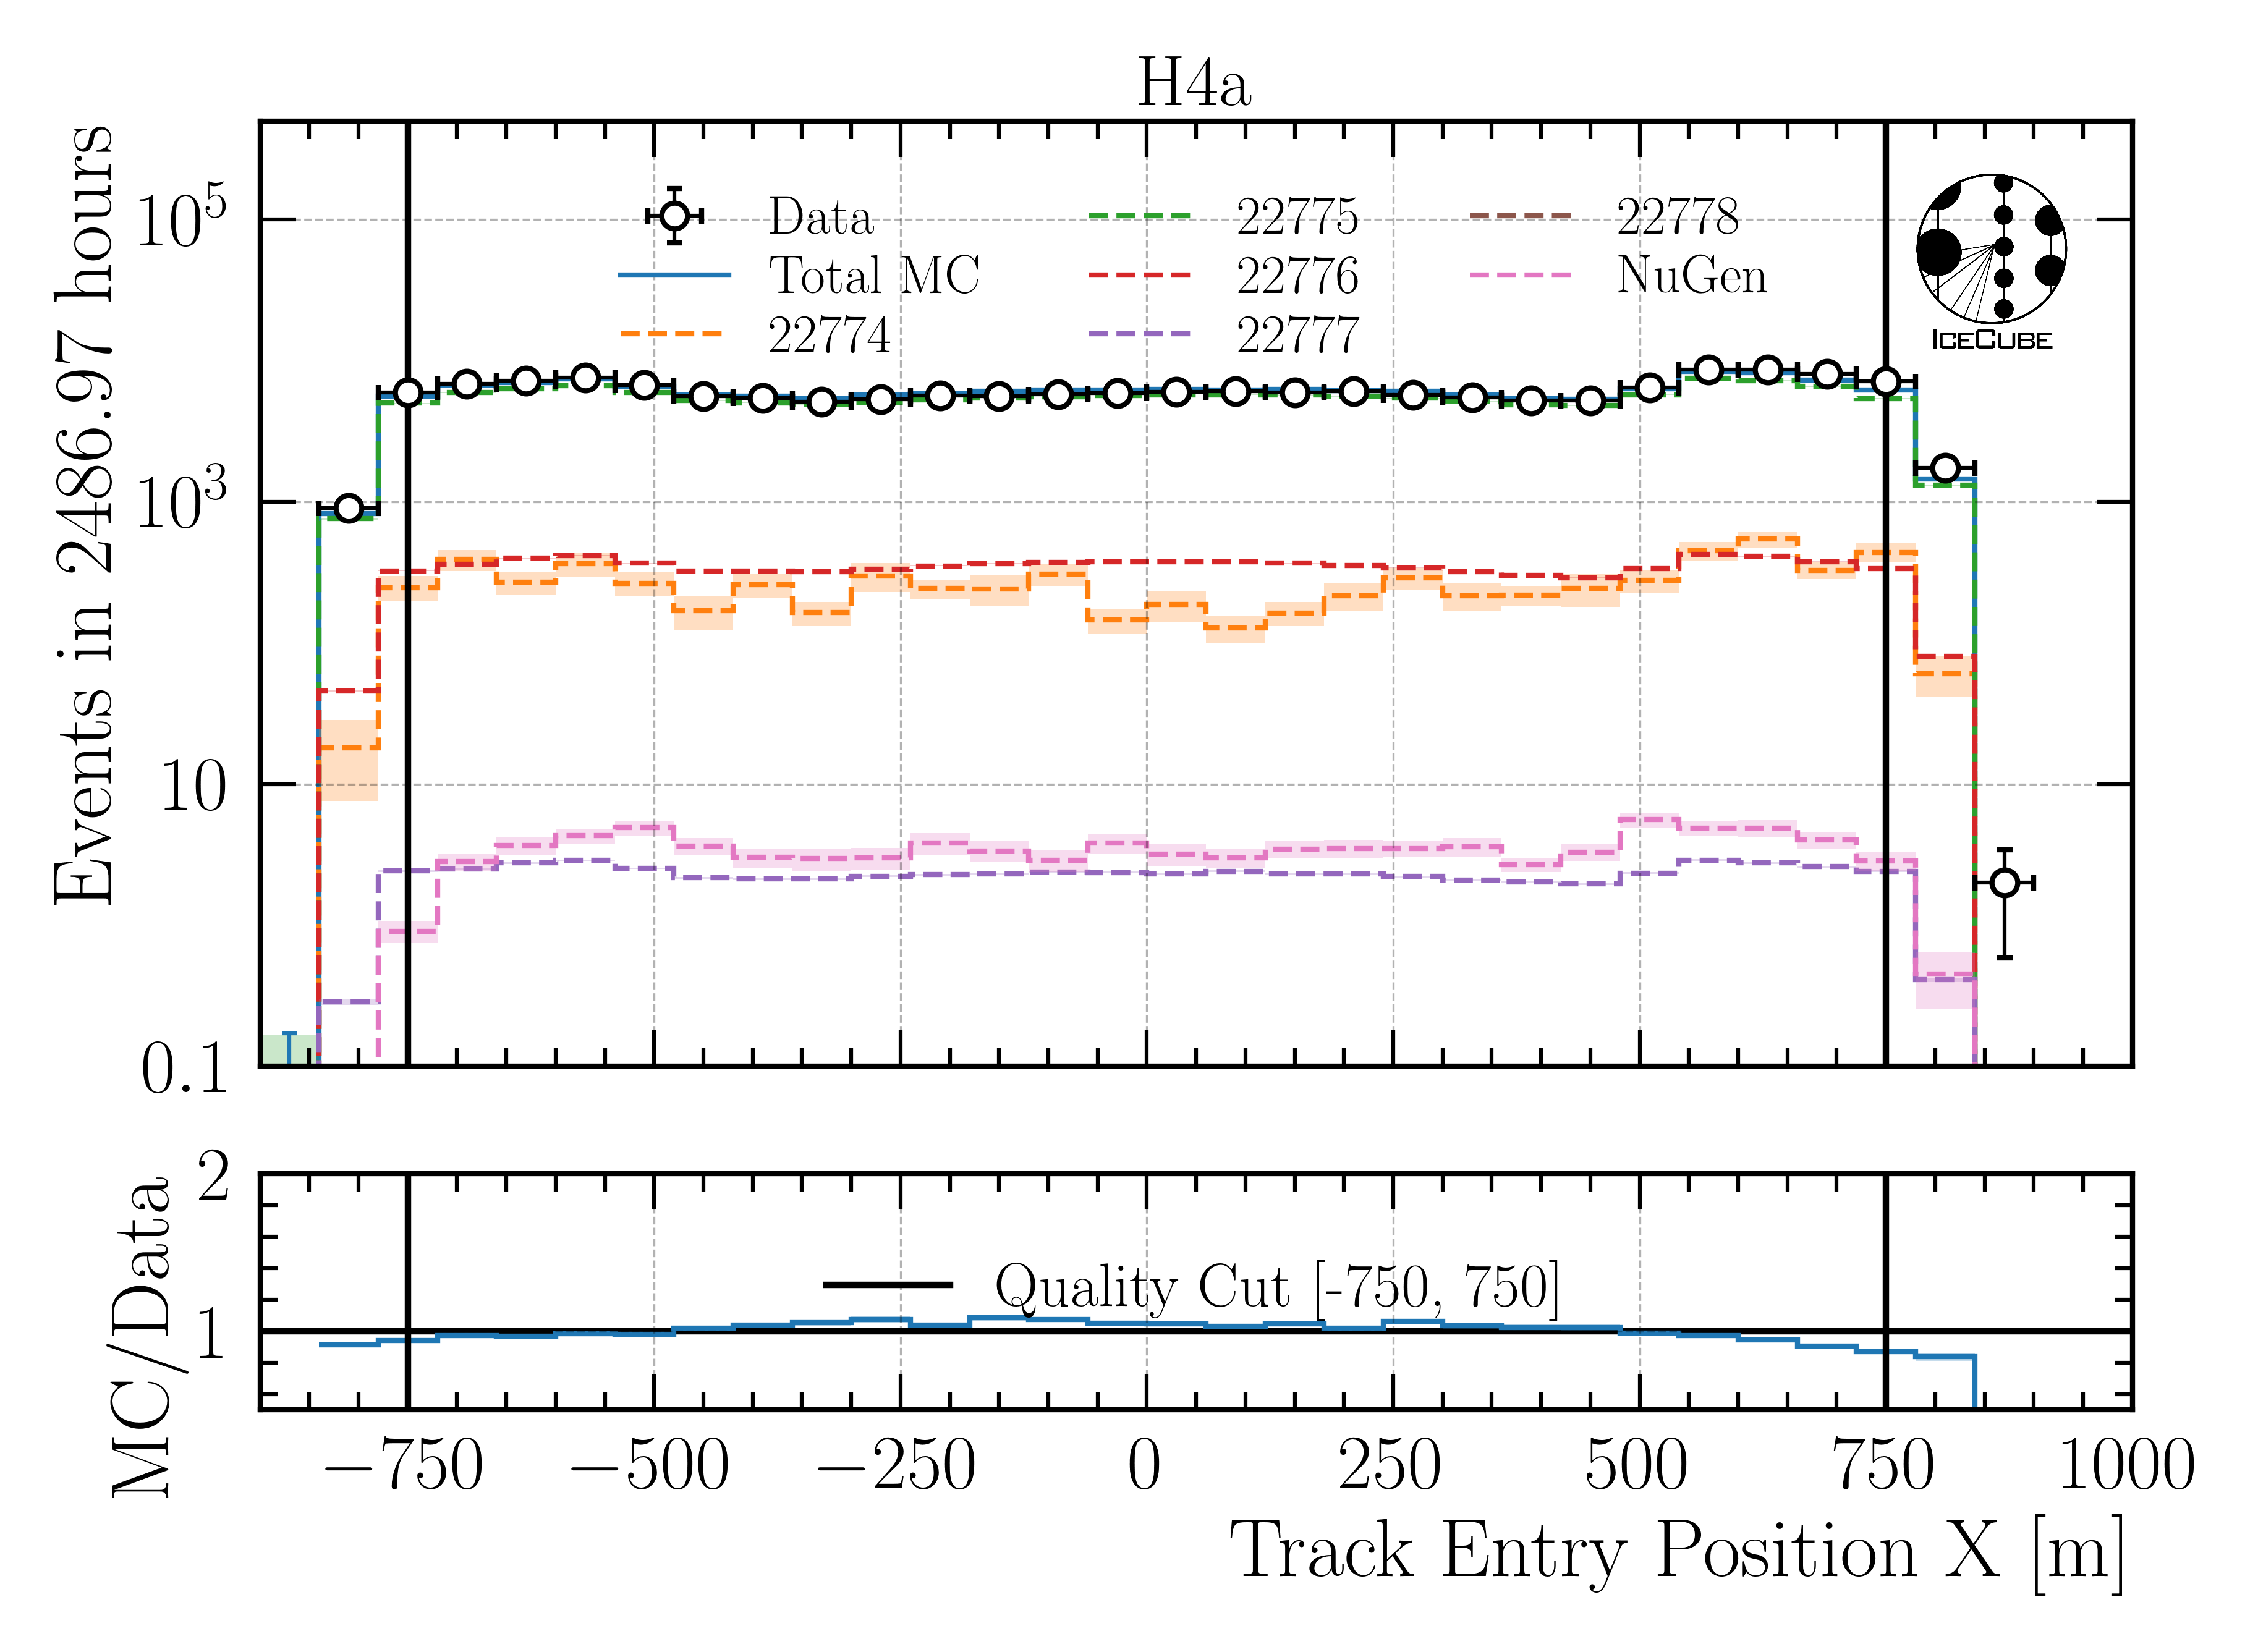 H4a
Events in 2486.97 hours
10^5
10^3
10
0.1
Data
Total MC
22774
22775
22776
22777
22778
NuGen
ICECUBE
MC/Data
2
1
Quality Cut [-750, 750]
−750 −500 −250 0 250 500 750 1000
Track Entry Position X [m]